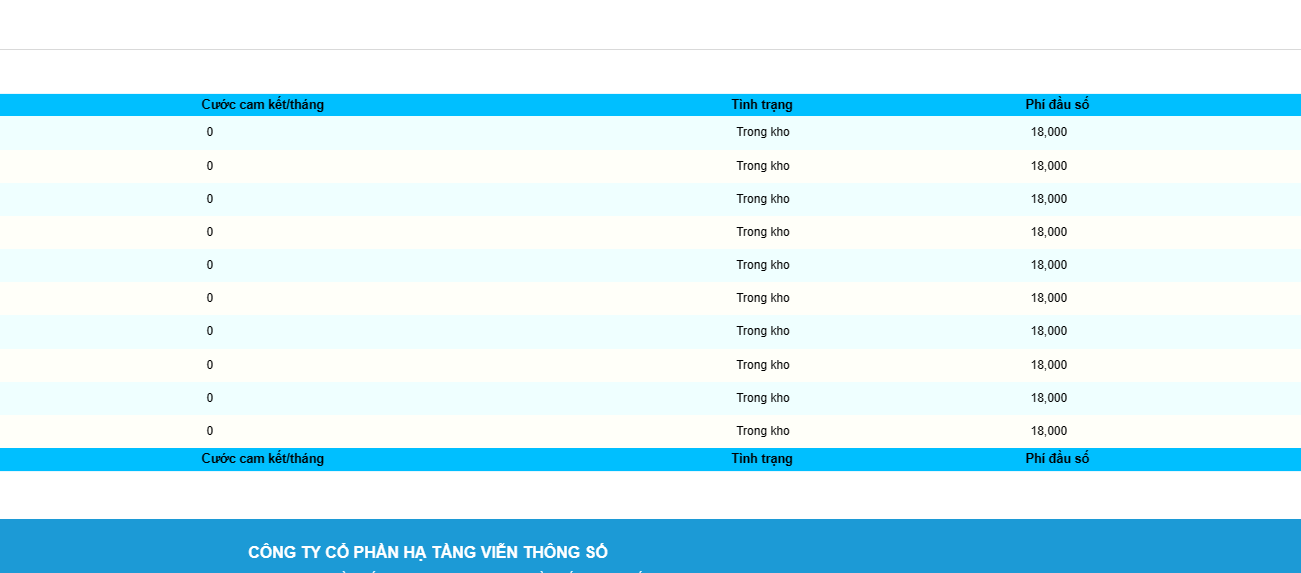 Cước cam kết/tháng Tình trạng Phí đầu số
0 Trong kho 18,000
0 Trong kho 18,000
0 Trong kho 18,000
0 Trong kho 18,000
0 Trong kho 18,000
0 Trong kho 18,000
0 Trong kho 18,000
0 Trong kho 18,000
0 Trong kho 18,000
0 Trong kho 18,000
Cước cam kết/tháng Tình trạng Phí đầu số
CÔNG TY CỔ PHẦN HẠ TẦNG VIỄN THÔNG SỐ